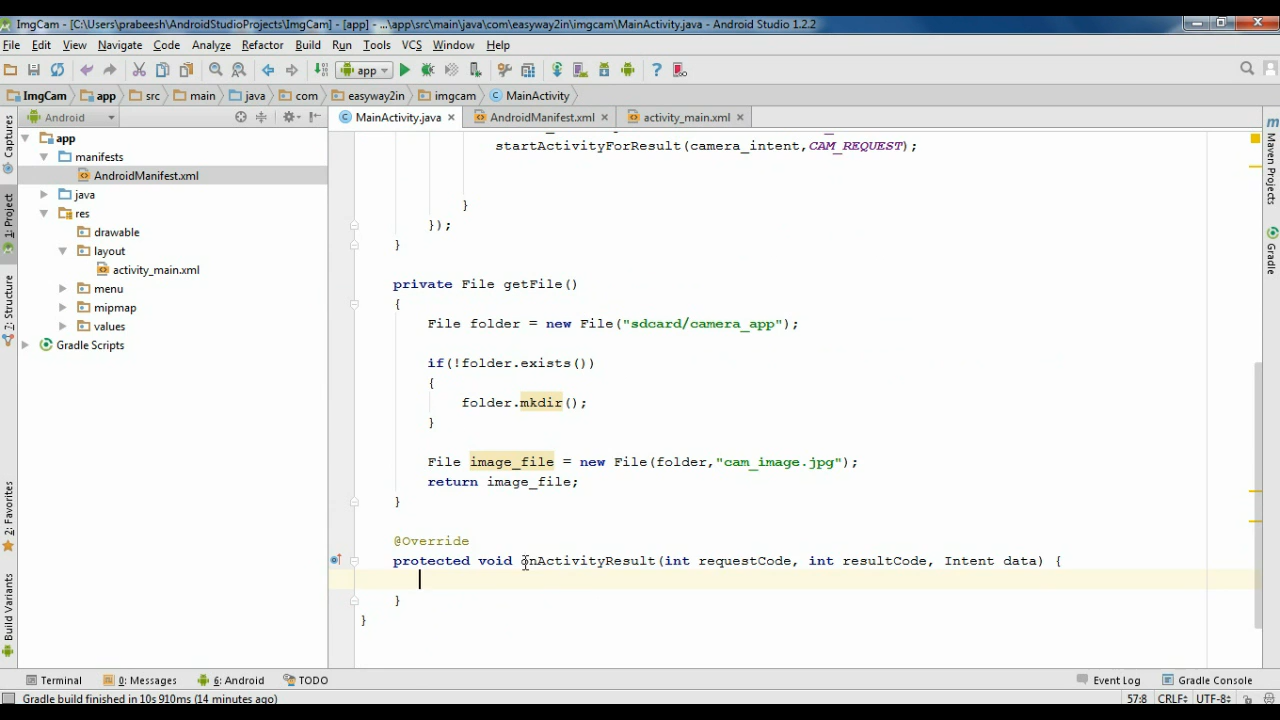 ImgCam - [C:\Users\prabeesh\AndroidStudioProjects\ImgCam] - [app] - ...\app\src\main\java\com\easyway2in\imgcam\MainActivity.java - Android Studio 1.2.2
File Edit View Navigate Code Analyze Refactor Build Run Tools VCS Window Help
app
ImgCam app src main java com easyway2in imgcam MainActivity
Android MainActivity.java AndroidManifest.xml activity_main.xml
Captures
1: Project
7: Structure
2: Favorites
Build Variants
app
manifests
AndroidManifest.xml
java
res
drawable
layout
activity_main.xml
menu
mipmap
values
Gradle Scripts
startActivityForResult(camera_intent,CAM_REQUEST);
}
});
}
private File getFile()
{
File folder = new File("sdcard/camera_app");
if(!folder.exists())
{
folder.mkdir();
}
File image_file = new File(folder,"cam_image.jpg");
return image_file;
}
@Override
protected void onActivityResult(int requestCode, int resultCode, Intent data) {
}
}
Maven Projects
Gradle
Terminal 0: Messages 6: Android TODO Event Log Gradle Console
Gradle build finished in 10s 910ms (14 minutes ago) 57:8 CRLF UTF-8